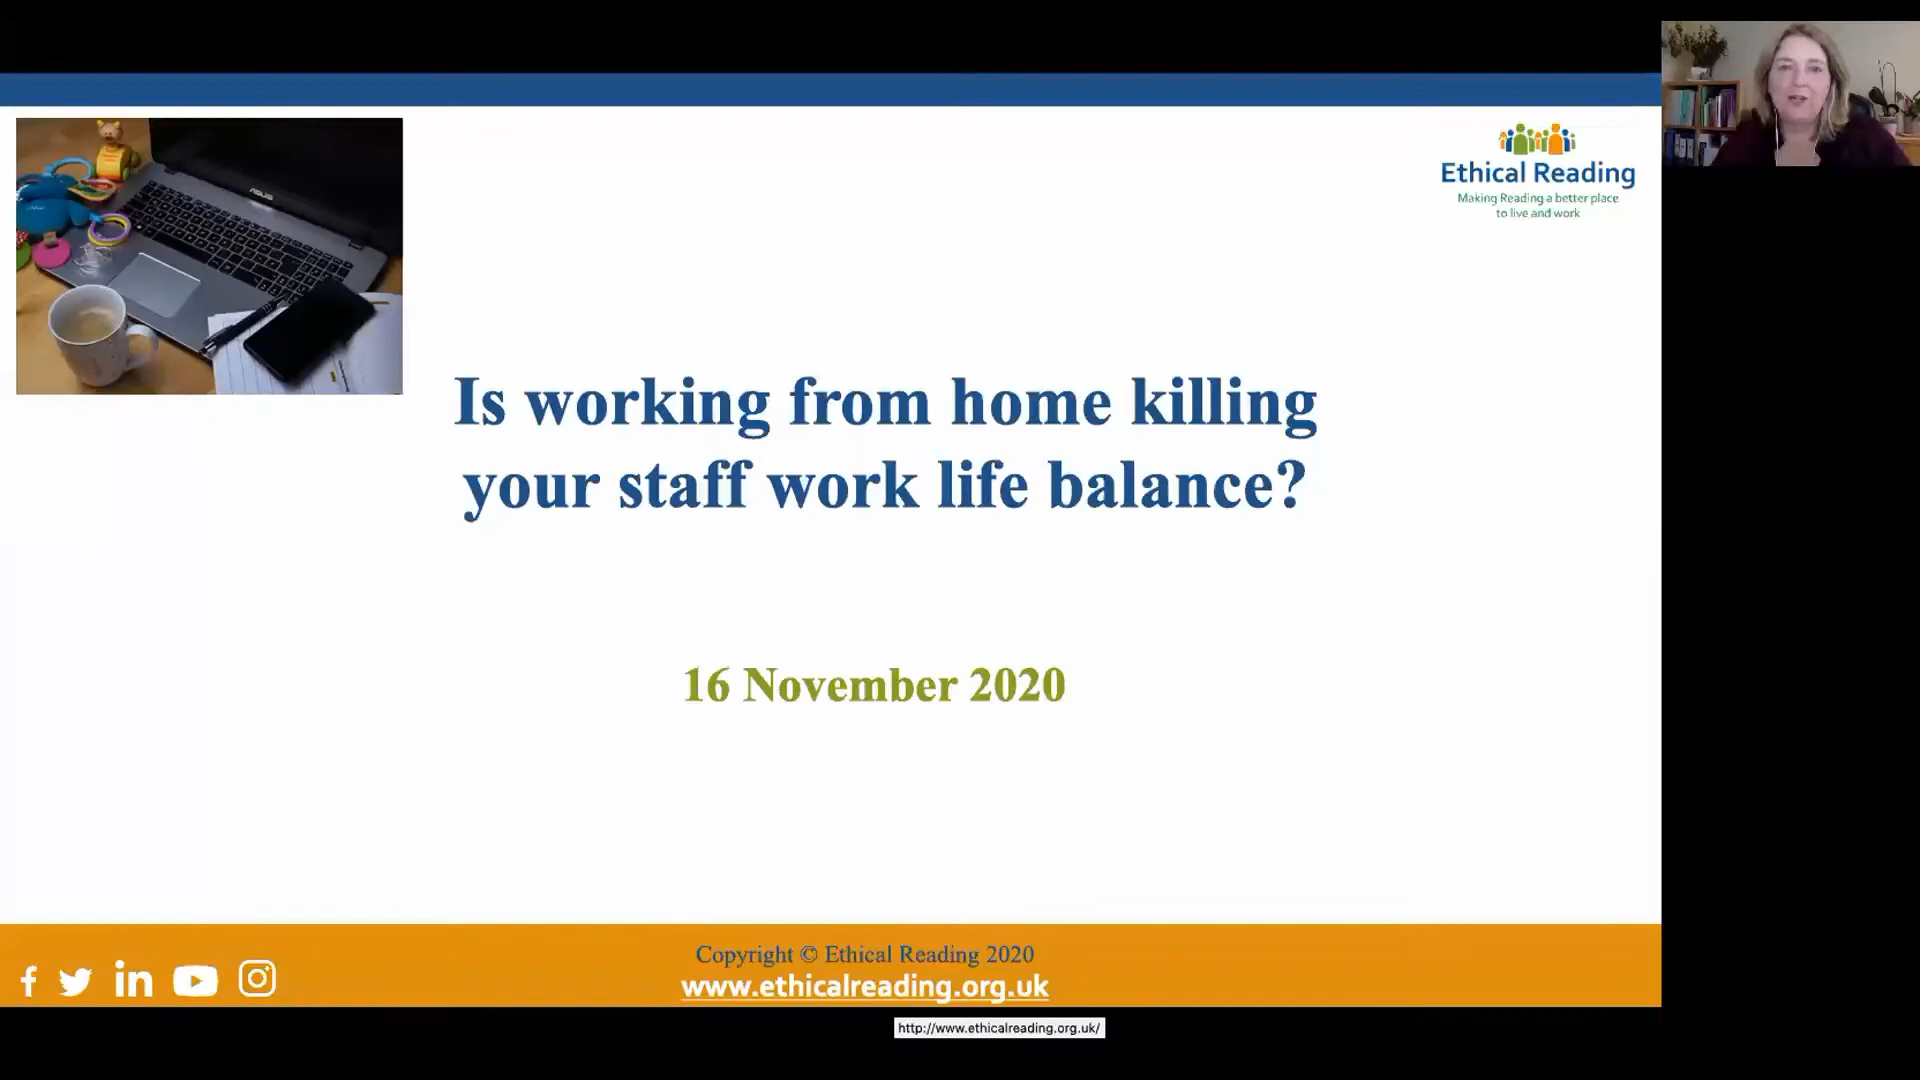 ASUS
Ethical Reading
Making Reading a better place
to live and work
Is working from home killing
your staff work life balance?
16 November 2020
Copyright © Ethical Reading 2020
www.ethicalreading.org.uk
http://www.ethicalreading.org.uk/